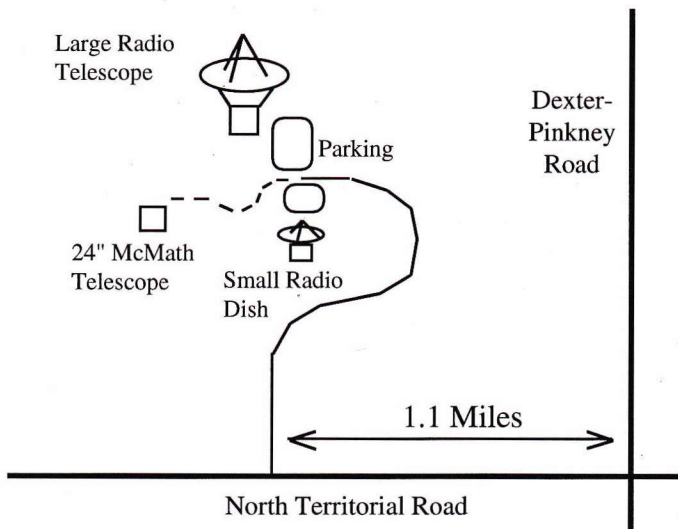 Large Radio
Telescope
Dexter-
Pinkney
Road
Parking
24" McMath
Telescope
Small Radio
Dish
1.1 Miles
North Territorial Road